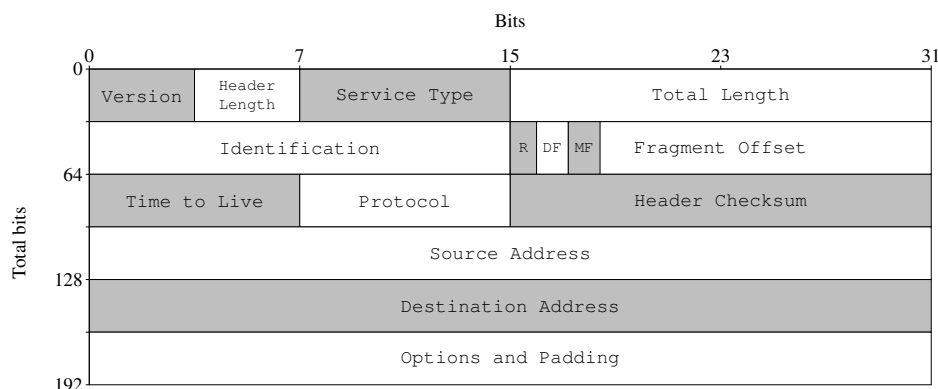 Bits
0 7 15 23 31
0
Version Header Length Service Type Total Length
Identification R DF MF Fragment Offset
64
Time to Live Protocol Header Checksum
Source Address
128
Destination Address
Options and Padding
192
Total bits